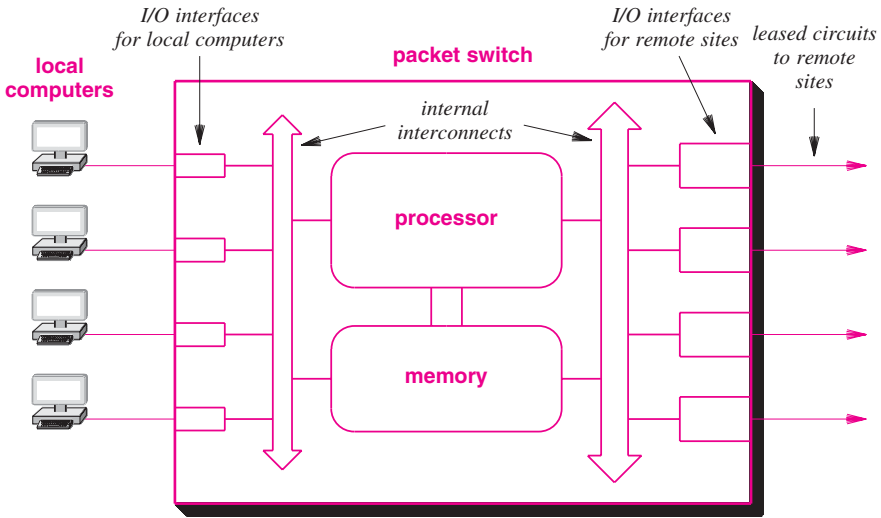 I/O interfaces
for local computers
I/O interfaces
for remote sites
leased circuits
to remote
sites
packet switch
local
computers
internal
interconnects
processor
memory